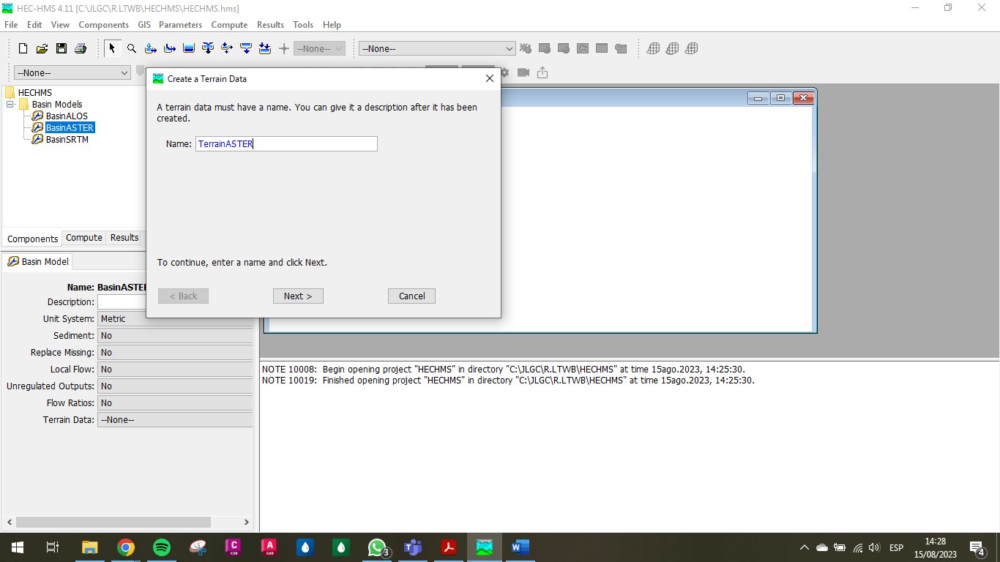 HEC-HMS 4.11 [C:\JLGC\R.LTWB\HECHMS\HECHMS.hms]
File Edit View Components GIS Parameters Compute Results Tools Help
--None-- --None--
--None--
Create a Terrain Data
A terrain data must have a name. You can give it a description after it has been
created.
Name: TerrainASTER
To continue, enter a name and click Next.
< Back Next > Cancel
HECHMS
Basin Models
BasinALOS
BasinASTER
BasinSRTM
Components Compute Results
Basin Model
Name: BasinASTER
Description:
Unit System: Metric
Sediment: No
Replace Missing: No
Local Flow: No
Unregulated Outputs: No
Flow Ratios: No
Terrain Data: --None--
NOTE 10008: Begin opening project "HECHMS" in directory "C:\JLGC\R.LTWB\HECHMS" at time 15ago.2023, 14:25:30.
NOTE 10019: Finished opening project "HECHMS" in directory "C:\JLGC\R.LTWB\HECHMS" at time 15ago.2023, 14:25:30.
C
C3D
A
CAD
3
W
ESP
14:28
15/08/2023
4